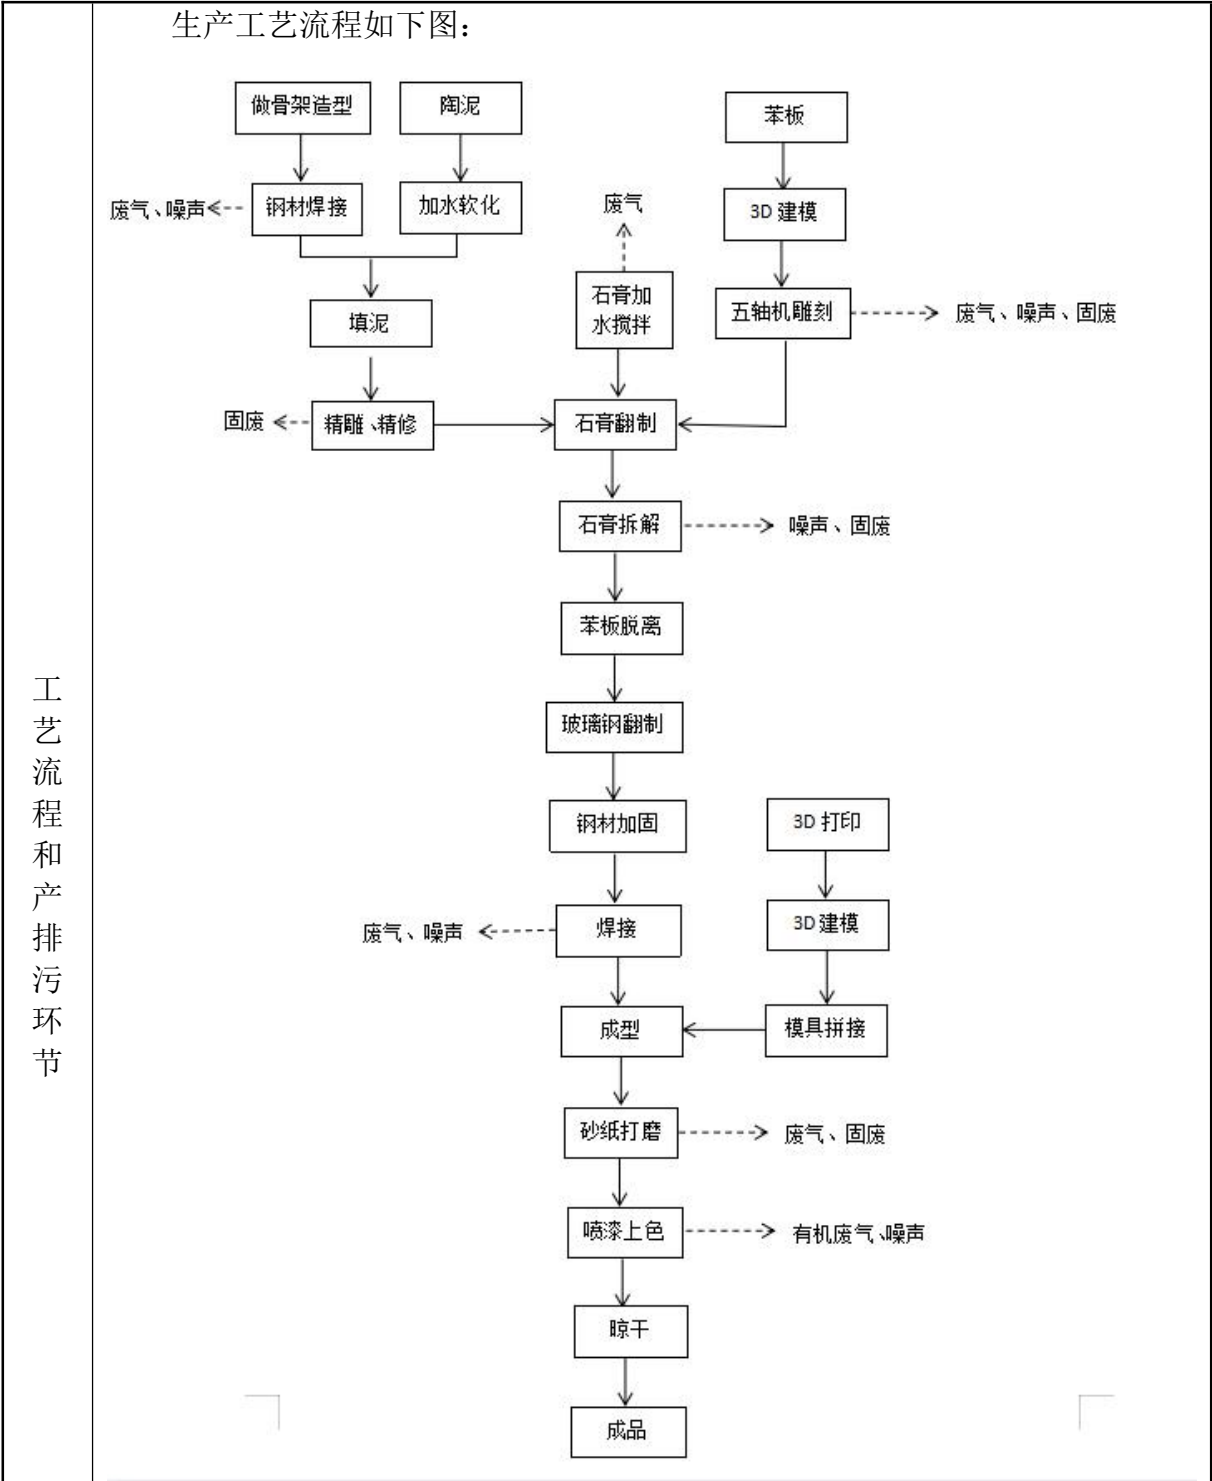 生产工艺流程如下图：
做骨架造型
陶泥
苯板
废气、噪声
钢材焊接
加水软化
废气
3D 建模
石膏加
水搅拌
填泥
五轴机雕刻
废气、噪声、固废
固废
精雕、精修
石膏翻制
石膏拆解
噪声、固废
苯板脱离
玻璃钢翻制
钢材加固
3D 打印
废气、噪声
焊接
3D 建模
成型
模具拼接
砂纸打磨
废气、固废
喷漆上色
有机废气、噪声
晾干
成品
工
艺
流
程
和
产
排
污
环
节